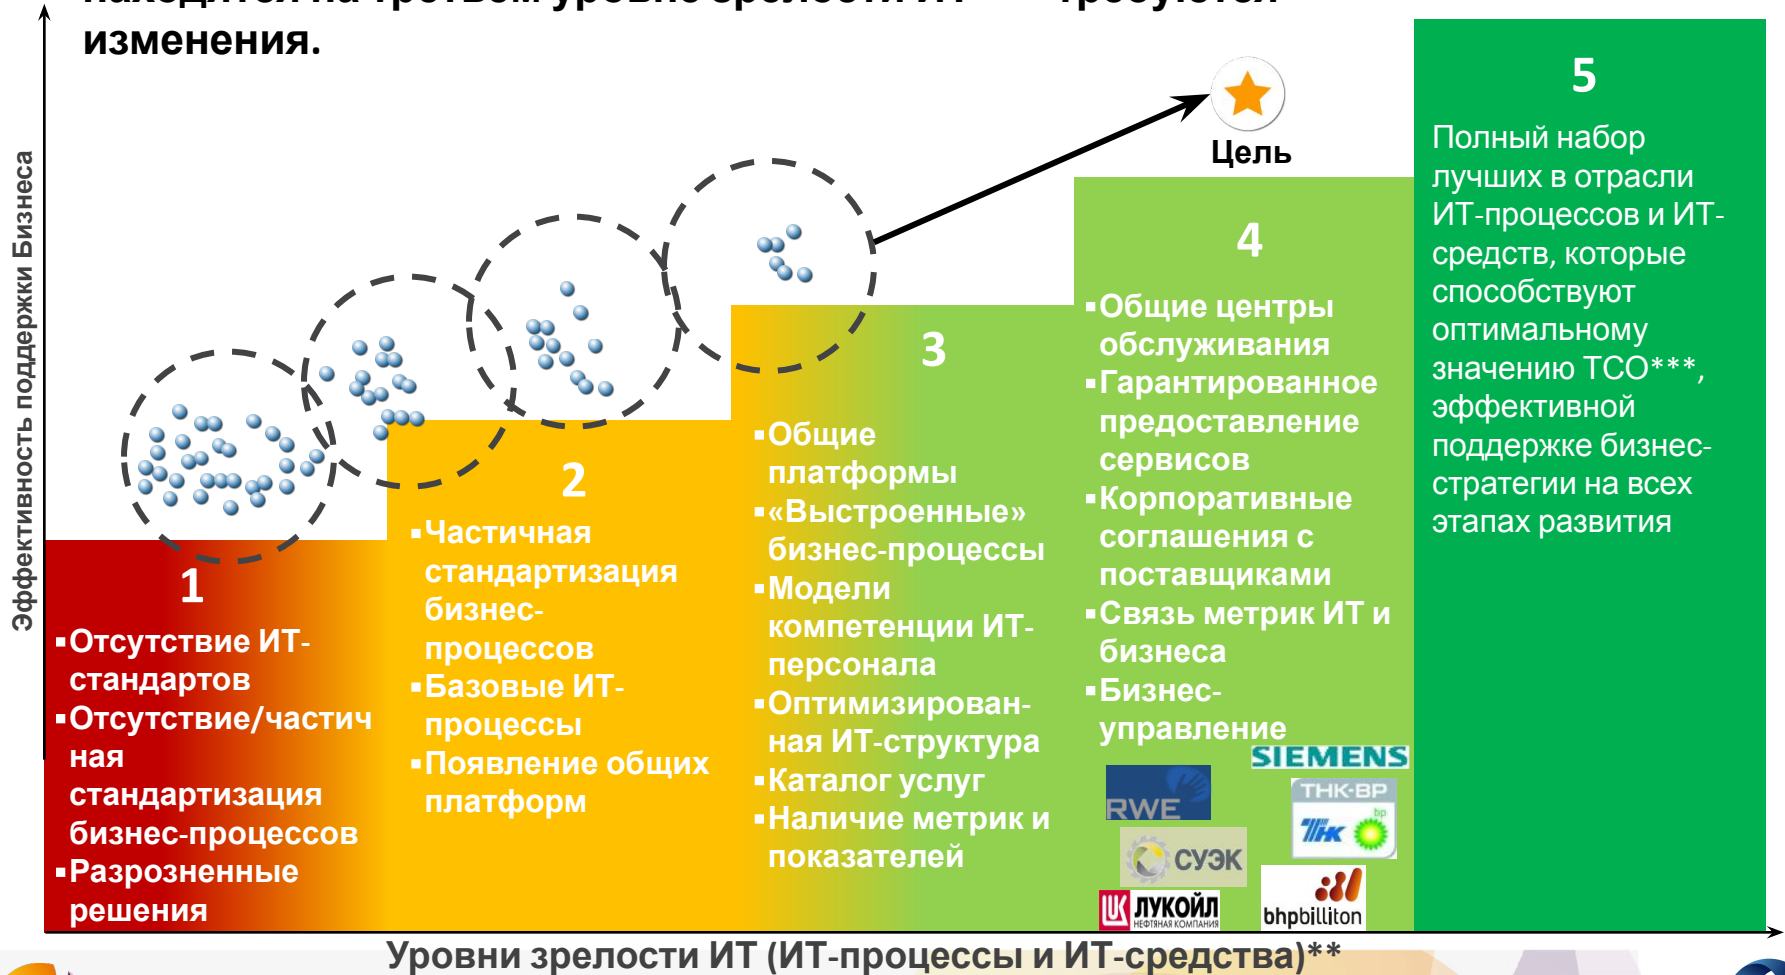 изменения.
Эффективность поддержки Бизнеса
Цель
1
▪Отсутствие ИТ-
стандартов
▪Отсутствие/частич
ная
стандартизация
бизнес-процессов
▪Разрозненные
решения
2
▪Частичная
стандартизация
бизнес-
процессов
▪Базовые ИТ-
процессы
▪Появление общих
платформ
3
▪Общие
платформы
▪«Выстроенные»
бизнес-процессы
▪Модели
компетенции ИТ-
персонала
▪Оптимизирован-
ная ИТ-структура
▪Каталог услуг
▪Наличие метрик и
показателей
4
▪Общие центры
обслуживания
▪Гарантированное
предоставление
сервисов
▪Корпоративные
соглашения с
поставщиками
▪Связь метрик ИТ и
бизнеса
▪Бизнес-
управление
SIEMENS
RWE
ТНК-ВР
bp
ТНК
СУЭК
ЛУКОЙЛ
НЕФТЯНАЯ КОМПАНИЯ
bhpbilliton
5
Полный набор
лучших в отрасли
ИТ-процессов и ИТ-
средств, которые
способствуют
оптимальному
значению TCO***,
эффективной
поддержке бизнес-
стратегии на всех
этапах развития
Уровни зрелости ИТ (ИТ-процессы и ИТ-средства)**